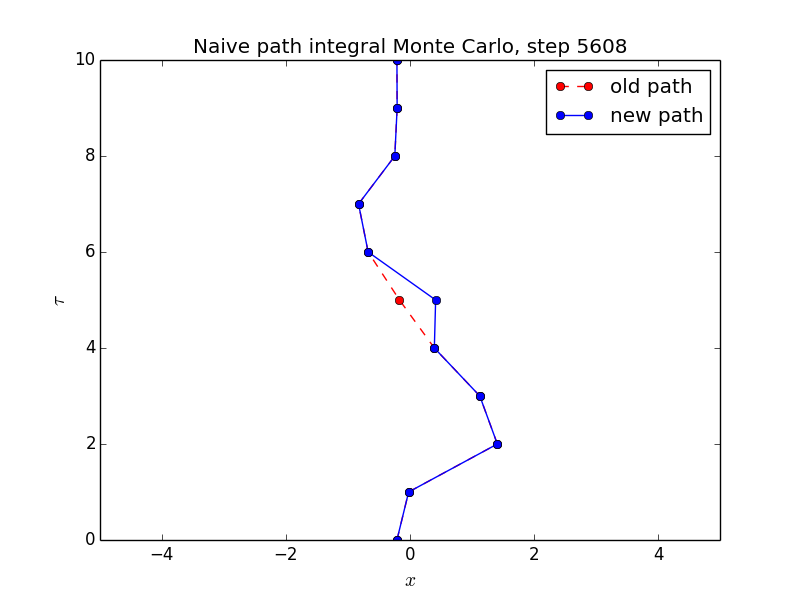 Naive path integral Monte Carlo, step 5608
10
8
6
4
2
0
τ
old path
new path
−4
−2
0
2
4
x